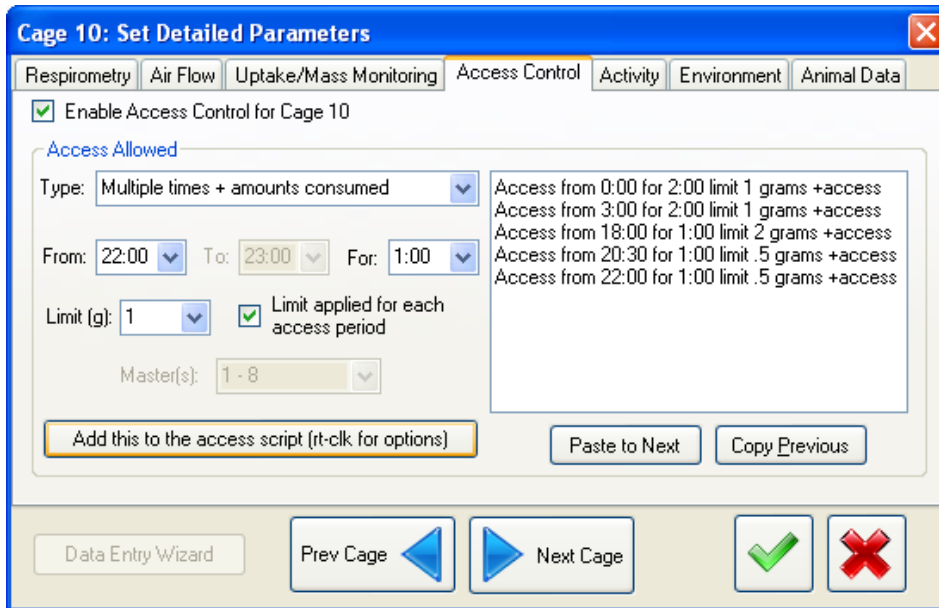 Cage 10: Set Detailed Parameters
Respirometry Air Flow Uptake/Mass Monitoring Access Control Activity Environment Animal Data
Enable Access Control for Cage 10
Access Allowed
Type: Multiple times + amounts consumed
From: 22:00 To: 23:00 For: 1:00
Limit (g): 1 Limit applied for each
access period
Master(s): 1 - 8
Add this to the access script (rt-clk for options)
Access from 0:00 for 2:00 limit 1 grams +access
Access from 3:00 for 2:00 limit 1 grams +access
Access from 18:00 for 1:00 limit 2 grams +access
Access from 20:30 for 1:00 limit .5 grams +access
Access from 22:00 for 1:00 limit .5 grams +access
Paste to Next Copy Previous
Data Entry Wizard Prev Cage Next Cage